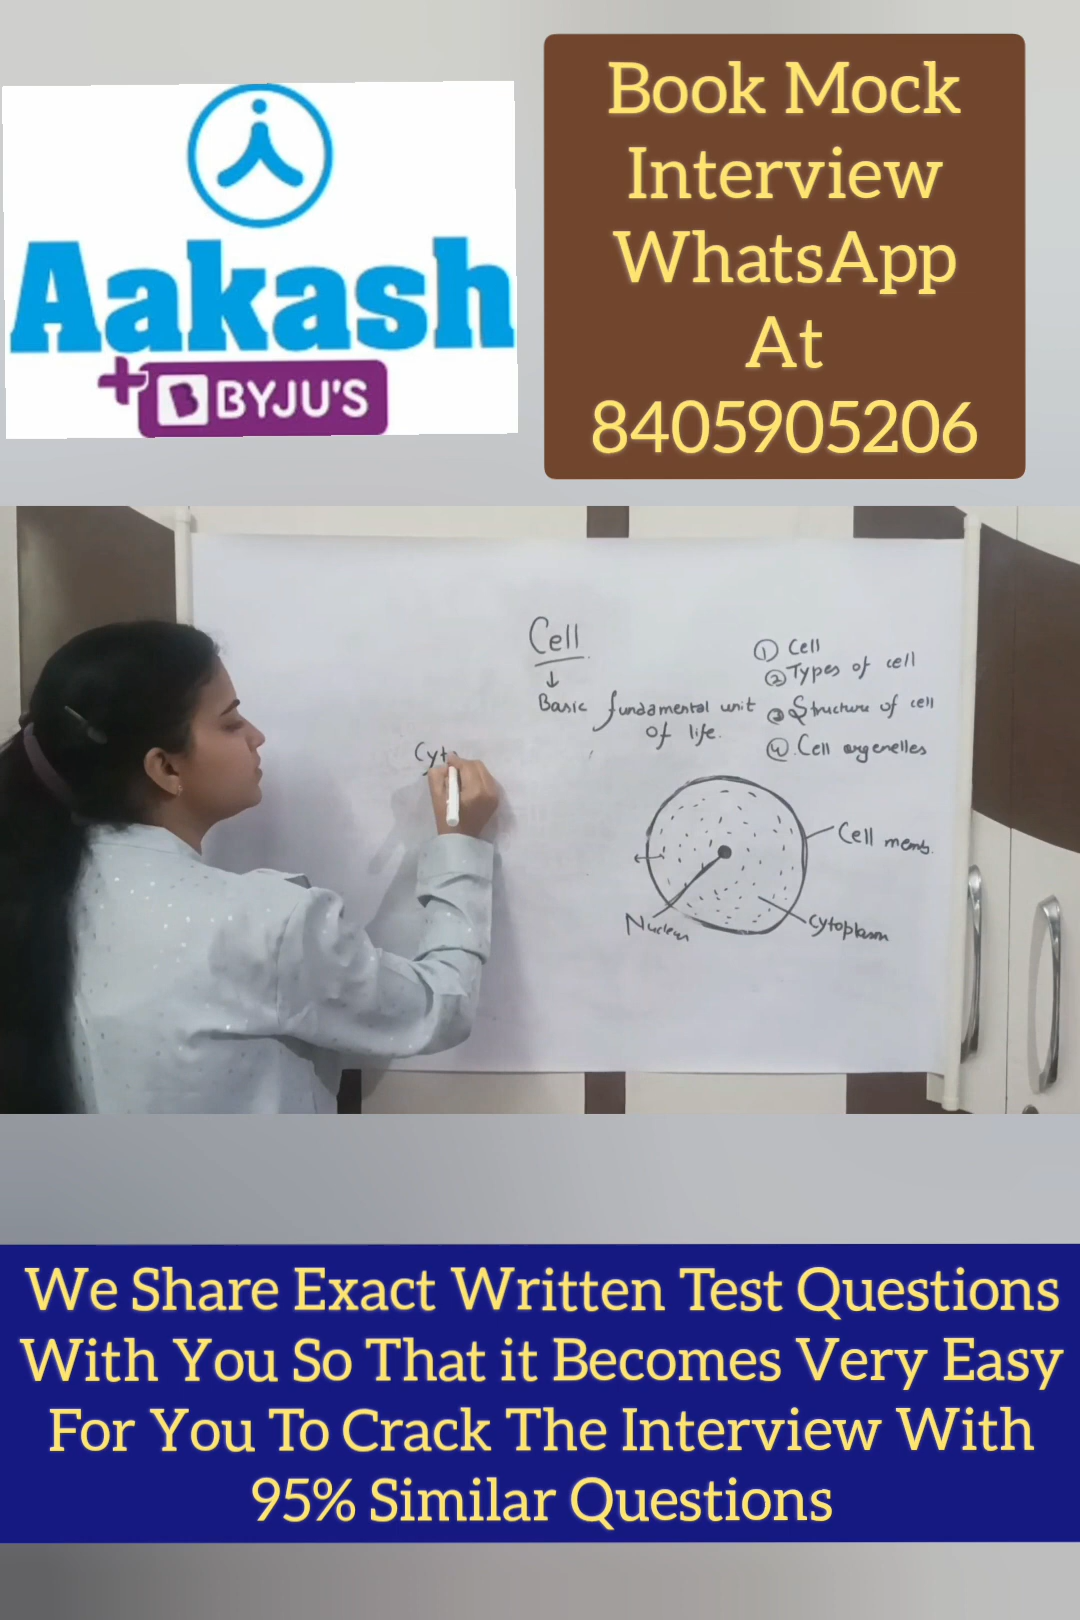 Aakash
+ B BYJU'S
Book Mock
Interview
WhatsApp
At
8405905206
Cell
↓
Basic fundamental unit
of life.
① Cell
② Types of cell
③ Structure of cell
④ Cell orgenelles
Cyt
Cell memb.
Nucleus
Cytoplasm
We Share Exact Written Test Questions
With You So That it Becomes Very Easy
For You To Crack The Interview With
95% Similar Questions